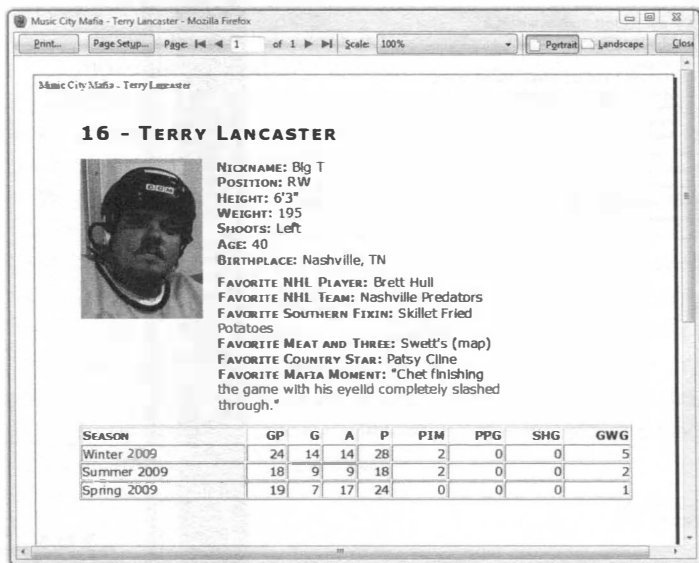 Music City Mafia - Terry Lancaster - Mozilla Firefox
Print... Page Setup... Page: 1 of 1 Scale: 100% Portrait Landscape Close
Music City Mafia - Terry Lancaster
16 - TERRY LANCASTER
CCM
NICKNAME: Big T
POSITION: RW
HEIGHT: 6'3"
WEIGHT: 195
SHOOTS: Left
AGE: 40
BIRTHPLACE: Nashville, TN
FAVORITE NHL PLAYER: Brett Hull
FAVORITE NHL TEAM: Nashville Predators
FAVORITE SOUTHERN FIXIN: Skillet Fried
Potatoes
FAVORITE MEAT AND THREE: Swett's (map)
FAVORITE COUNTRY STAR: Patsy Cline
FAVORITE MAFIA MOMENT: "Chet finishing
the game with his eyelid completely slashed
through."
SEASON GP G A P PIM PPG SHG GWG
Winter 2009 24 14 14 28 2 0 0 5
Summer 2009 18 9 9 18 2 0 0 2
Spring 2009 19 7 17 24 0 0 0 1